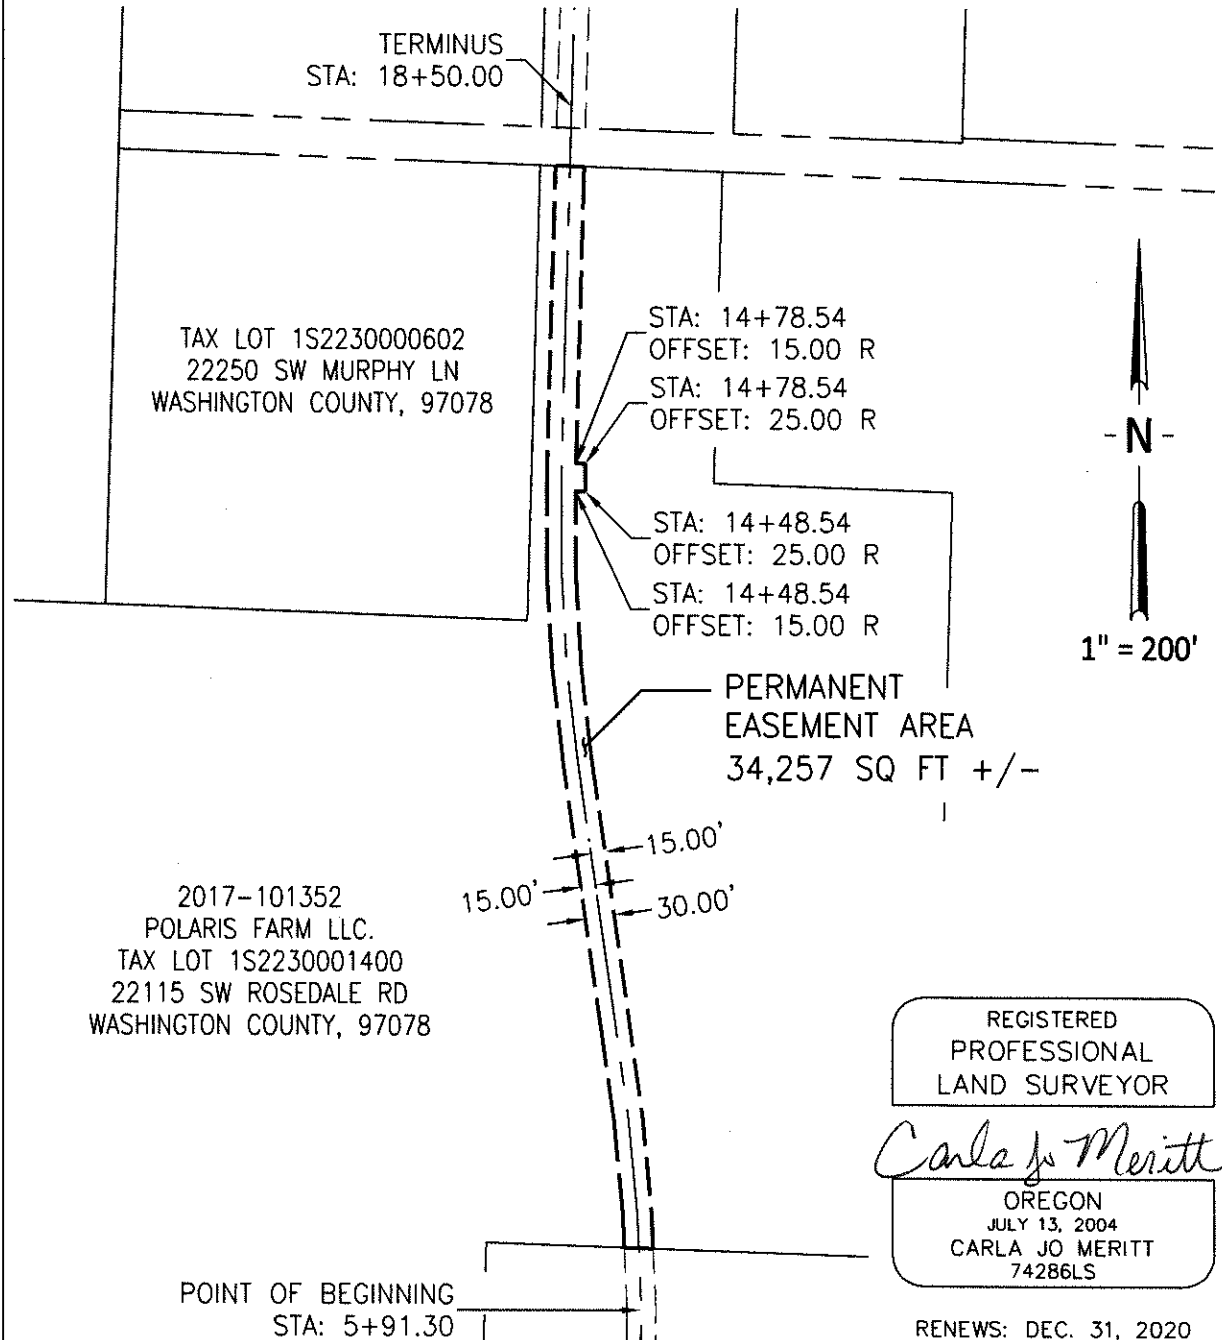 TERMINUS
STA: 18+50.00
TAX LOT 1S2230000602
22250 SW MURPHY LN
WASHINGTON COUNTY, 97078
STA: 14+78.54
OFFSET: 15.00 R
STA: 14+78.54
OFFSET: 25.00 R
- N -
STA: 14+48.54
OFFSET: 25.00 R
STA: 14+48.54
OFFSET: 15.00 R
1" = 200'
PERMANENT
EASEMENT AREA
34,257 SQ FT +/-
15.00'
15.00'
30.00'
2017-101352
POLARIS FARM LLC.
TAX LOT 1S2230001400
22115 SW ROSEDALE RD
WASHINGTON COUNTY, 97078
REGISTERED
PROFESSIONAL
LAND SURVEYOR
Carla Jo Meritt
OREGON
JULY 13, 2004
CARLA JO MERITT
74286LS
POINT OF BEGINNING
STA: 5+91.30
RENEWS: DEC. 31, 2020